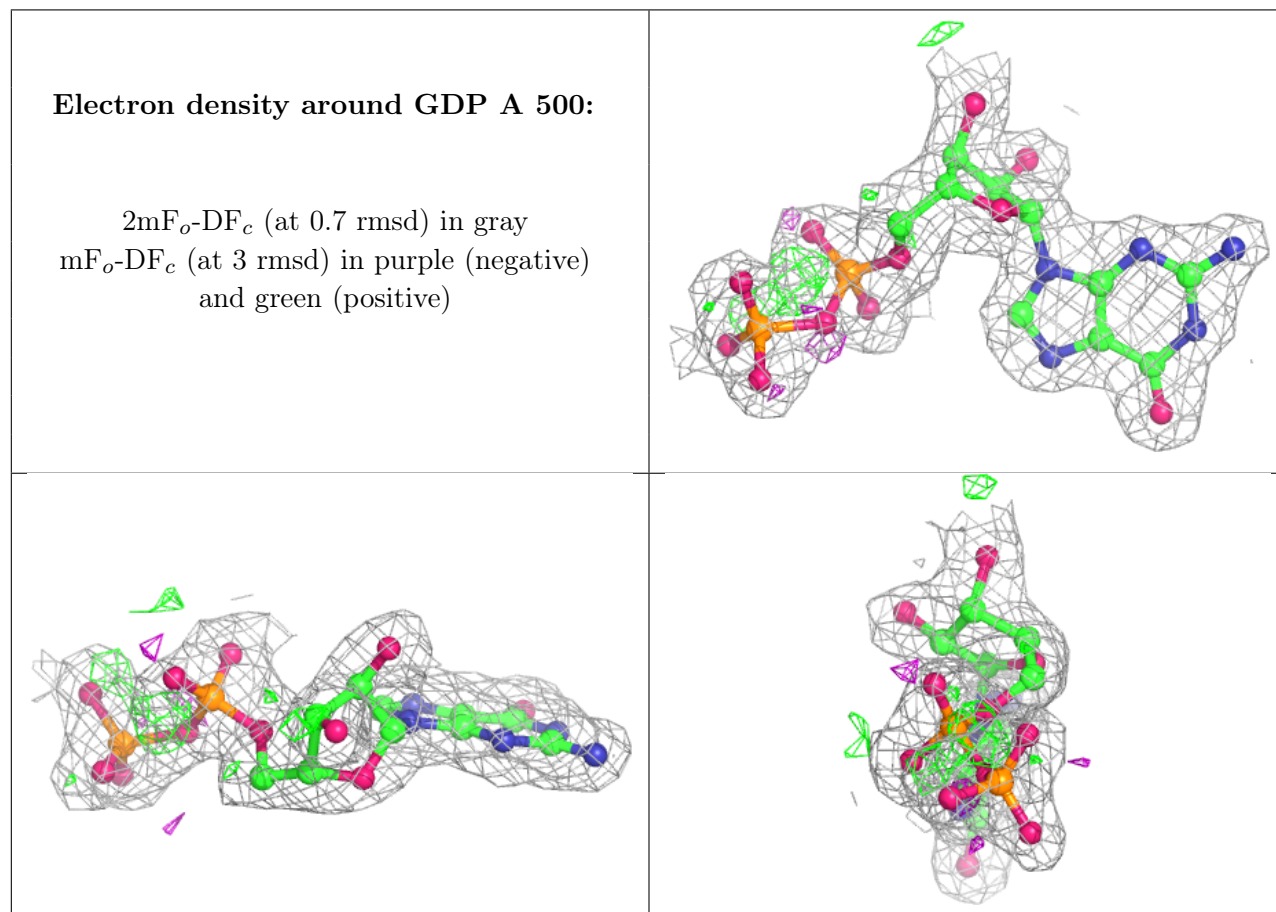 Electron density around GDP A 500:
2mFo-DFc (at 0.7 rmsd) in gray
mFo-DFc (at 3 rmsd) in purple (negative)
and green (positive)